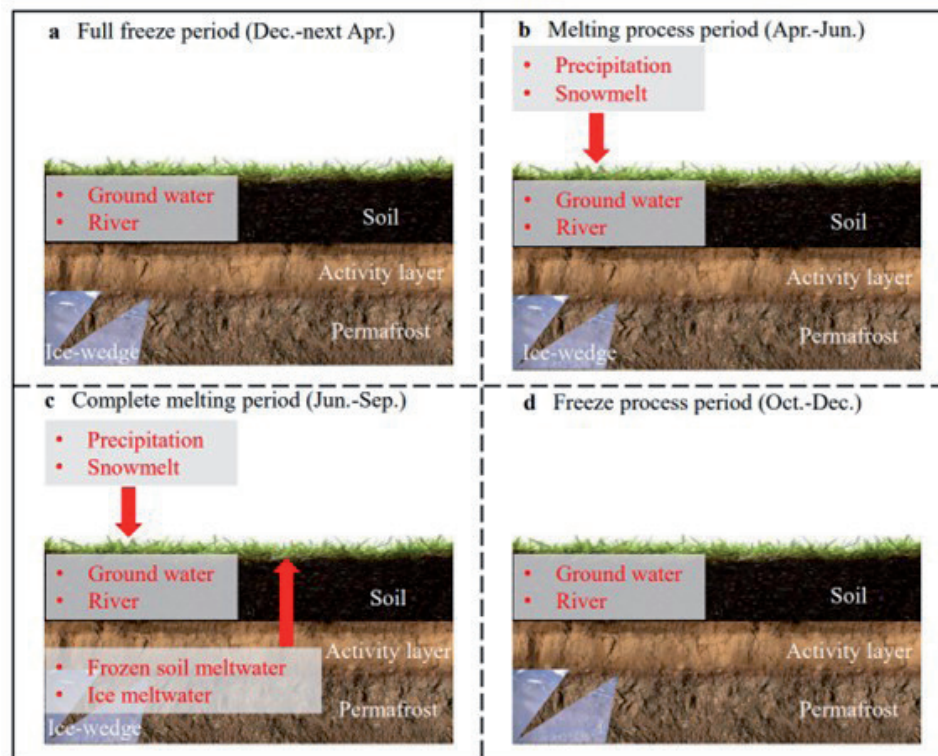 a Full freeze period (Dec.-next Apr.)
• Ground water
• River
Soil
Activity layer
Permafrost
Ice-wedge
b Melting process period (Apr.-Jun.)
• Precipitation
• Snowmelt
• Ground water
• River
Soil
Activity layer
Permafrost
Ice-wedge
c Complete melting period (Jun.-Sep.)
• Precipitation
• Snowmelt
• Ground water
• River
Soil
Activity layer
• Frozen soil meltwater
• Ice meltwater
Permafrost
Ice-wedge
d Freeze process period (Oct.-Dec.)
• Ground water
• River
Soil
Activity layer
Permafrost
Ice-wedge